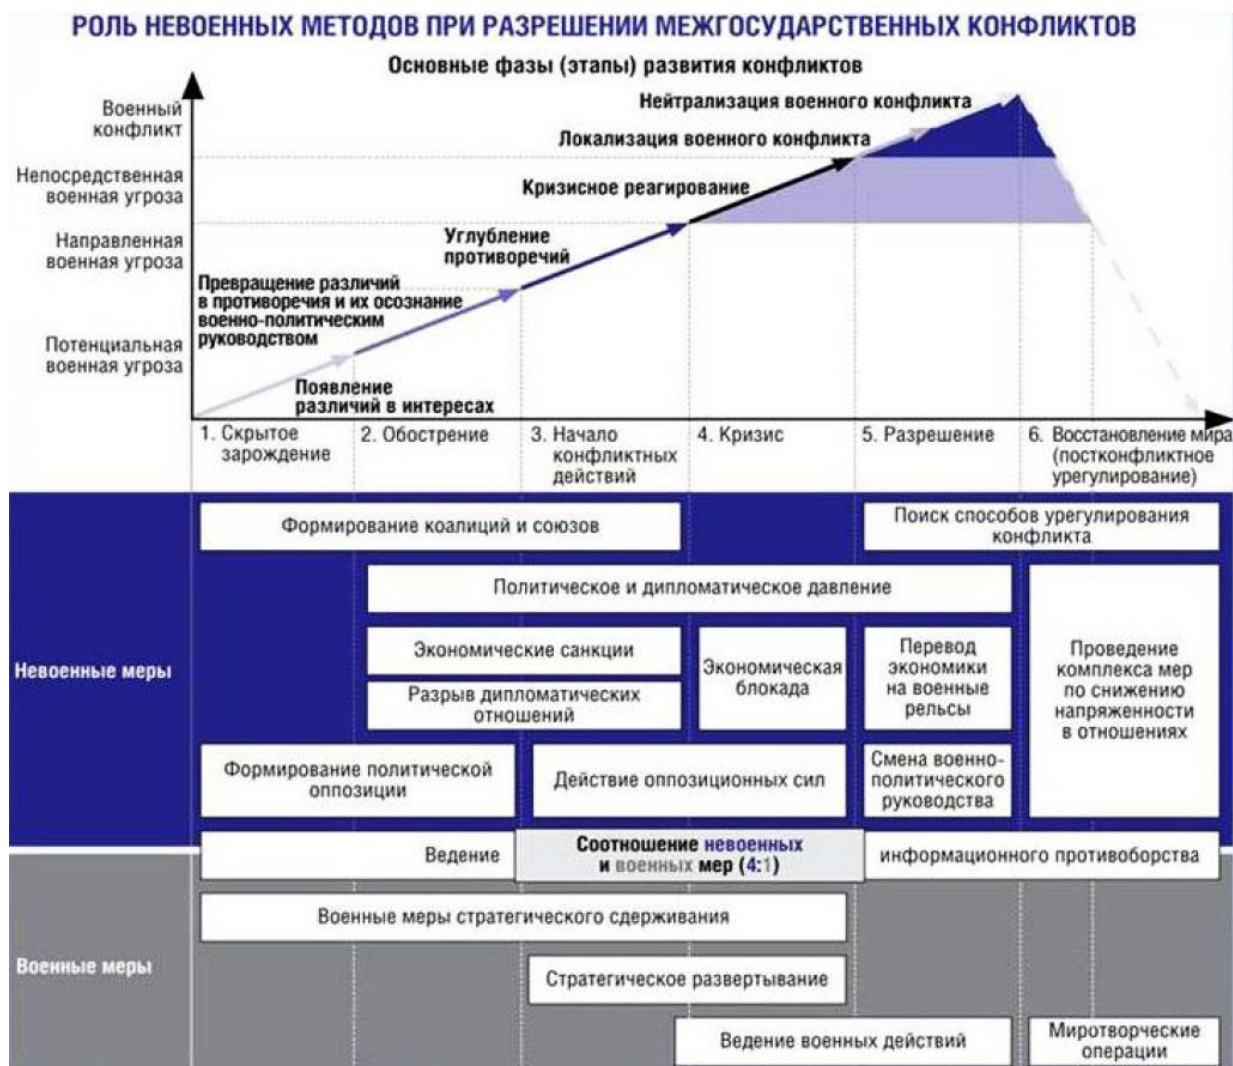 РОЛЬ НЕВОЕННЫХ МЕТОДОВ ПРИ РАЗРЕШЕНИИ МЕЖГОСУДАРСТВЕННЫХ КОНФЛИКТОВ
Основные фазы (этапы) развития конфликтов
Военный
конфликт
Непосредственная
военная угроза
Направленная
военная угроза
Потенциальная
военная угроза
Нейтрализация военного конфликта
Локализация военного конфликта
Кризисное реагирование
Углубление
противоречий
Превращение различий
в противоречия и их осознание
военно-политическим
руководством
Появление
различий в интересах
1. Скрытое
зарождение
2. Обострение
3. Начало
конфликтных
действий
4. Кризис
5. Разрешение
6. Восстановление мира
(постконфликтное
урегулирование)
Невоенные меры
Формирование коалиций и союзов
Поиск способов урегулирования
конфликта
Политическое и дипломатическое давление
Экономические санкции
Разрыв дипломатических
отношений
Экономическая
блокада
Перевод
экономики
на военные
рельсы
Проведение
комплекса мер
по снижению
напряженности
в отношениях
Формирование политической
оппозиции
Действие оппозиционных сил
Смена военно-
политического
руководства
Ведение
Соотношение невоенных
и военных мер (4:1)
информационного противоборства
Военные меры
Военные меры стратегического сдерживания
Стратегическое развертывание
Ведение военных действий
Миротворческие
операции